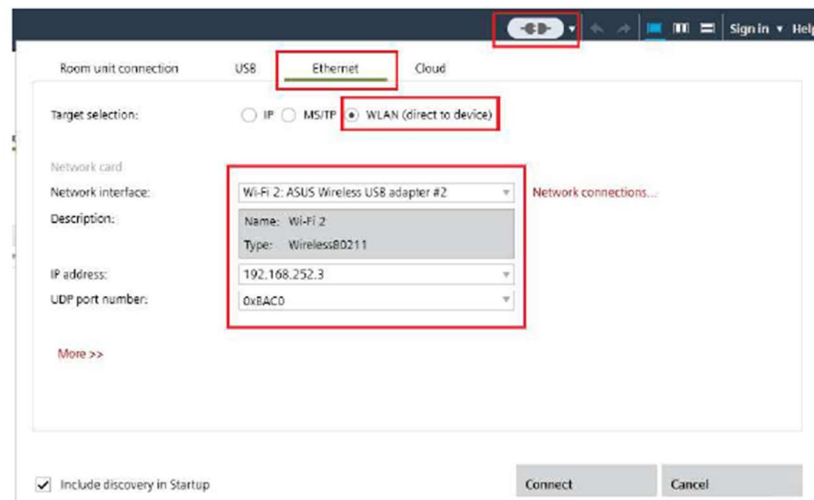 Sign in
Help
Room unit connection USB Ethernet Cloud
Target selection: IP MS/TP WLAN (direct to device)
Network card
Network interface: Wi-Fi 2: ASUS Wireless USB adapter #2 Network connections...
Description: Name: Wi-Fi 2
Type: Wireless80211
IP address: 192.168.252.3
UDP port number: 0xBAC0
More >>
Include discovery in Startup Connect Cancel